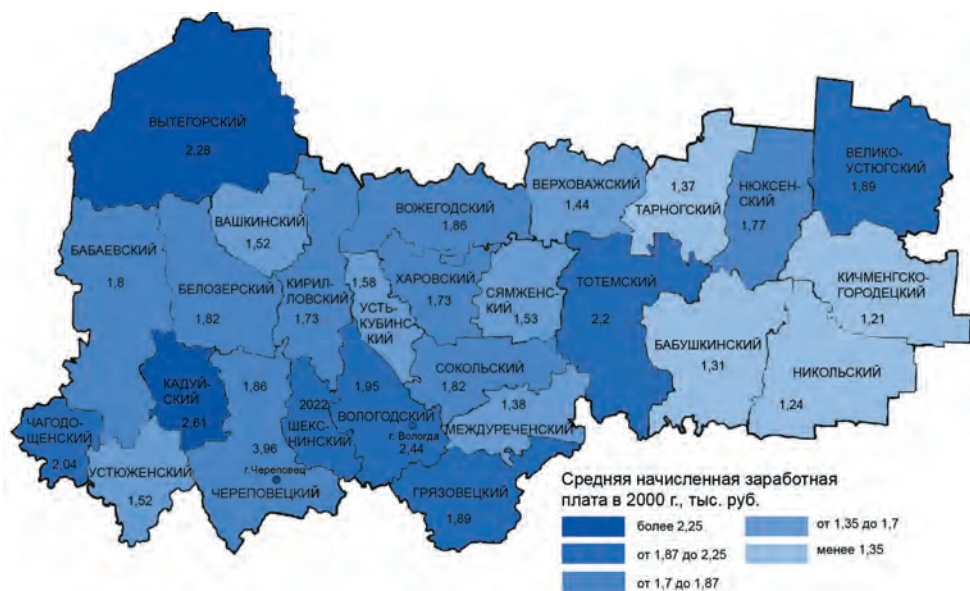 ВЫТЕГОРСКИЙ
2,28
ВЕЛИКО-
УСТЮГСКИЙ
1,89
ВЕРХОВАЖСКИЙ
1,44
1,37
ТАРНОГСКИЙ
НЮКСЕН-
СКИЙ
1,77
ВАШКИНСКИЙ
1,52
ВОЖЕГОДСКИЙ
1,86
БАБАЕВСКИЙ
1,8
БЕЛОЗЕРСКИЙ
1,82
КИРИЛ-
ЛОВСКИЙ
1,73
1,58
УСТЬ-
КУБИНС-
КИЙ
ХАРОВСКИЙ
1,73
СЯМЖЕНС-
КИЙ
1,53
ТОТЕМСКИЙ
2,2
КИЧМЕНГСКО-
ГОРОДЕЦКИЙ
1,21
БАБУШКИНСКИЙ
1,31
НИКОЛЬСКИЙ
1,24
КАДУЙ-
СКИЙ
2,61
1,86
3,96
г.Череповец
ЧЕРЕПОВЕЦКИЙ
2022
ШЕКС-
НИНСКИЙ
1,95
ВОЛОГОДСКИЙ
г. Вологда
2,44
СОКОЛЬСКИЙ
1,82
1,38
МЕЖДУРЕЧЕНСКИЙ
ЧАГОДО-
ЩЕНСКИЙ
2,04
УСТЮЖЕНСКИЙ
1,52
ГРЯЗОВЕЦКИЙ
1,89
Средняя начисленная заработная
плата в 2000 г., тыс. руб.
более 2,25
от 1,87 до 2,25
от 1,7 до 1,87
от 1,35 до 1,7
менее 1,35